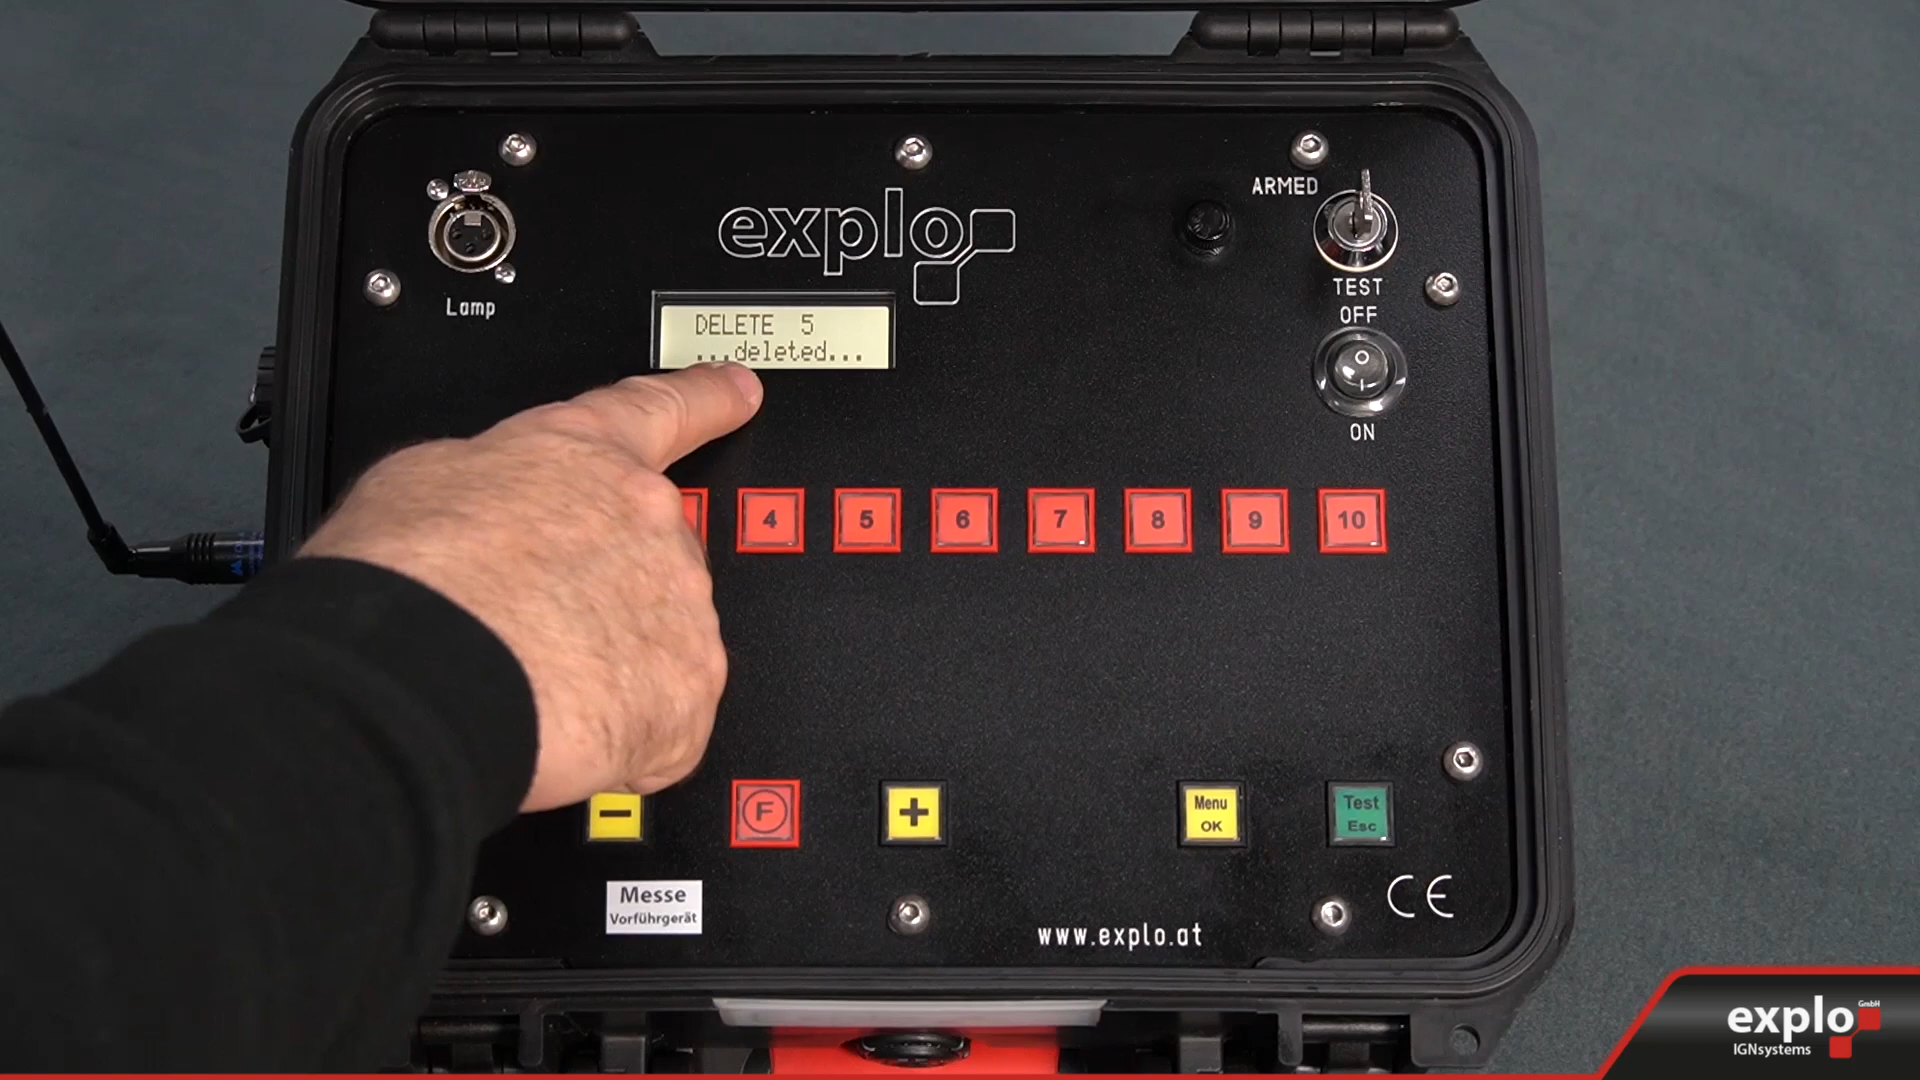 ARMED
explo
TEST
OFF
Lamp
DELETE 5
...deleted...
ON
4 5 6 7 8 9 10
- F +
Menu
OK
Test
Esc
Messe
Vorführgerät
CE
www.explo.at
explo GmbH
IGNsystems